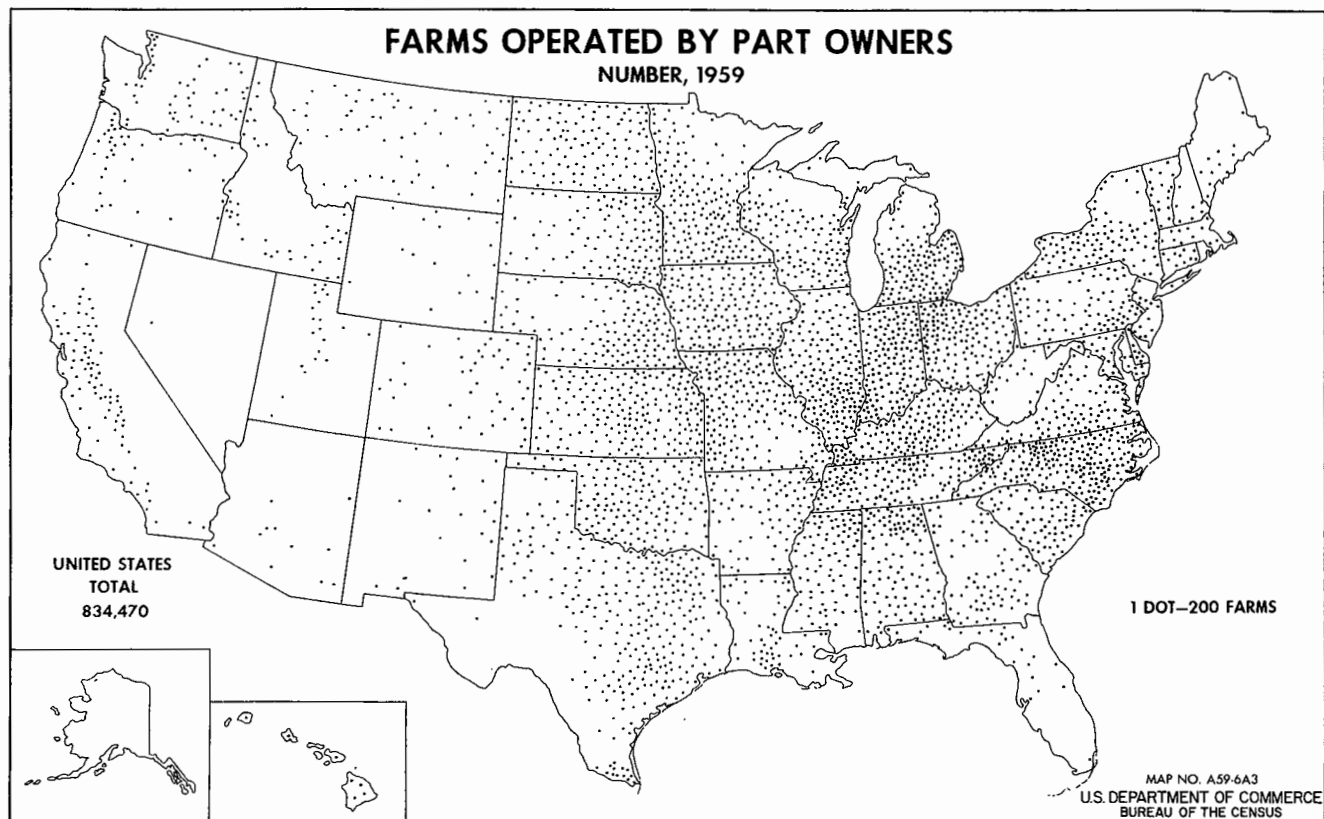 FARMS OPERATED BY PART OWNERS
NUMBER, 1959
UNITED STATES
TOTAL
834,470
1 DOT—200 FARMS
MAP NO. A59-6A3
U.S. DEPARTMENT OF COMMERCE
BUREAU OF THE CENSUS